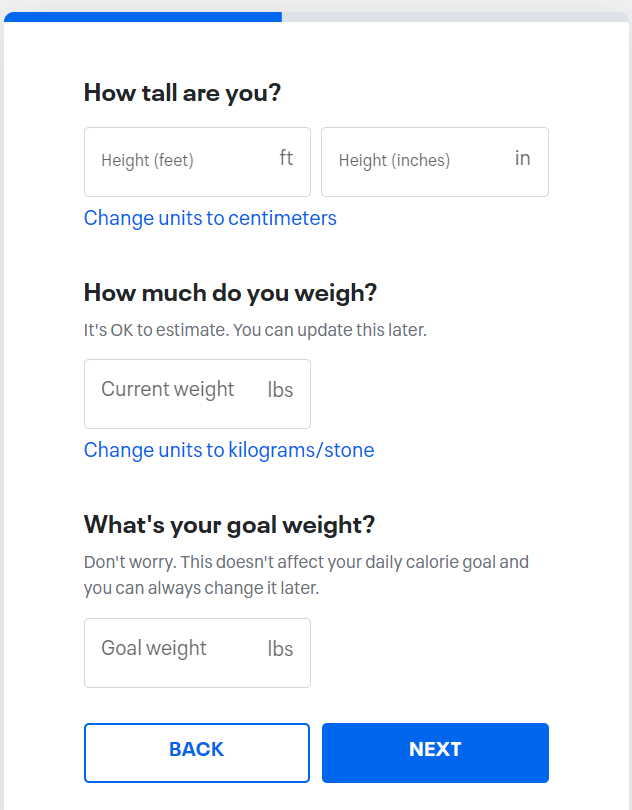 How tall are you?
Height (feet) ft Height (inches) in
Change units to centimeters
How much do you weigh?
It's OK to estimate. You can update this later.
Current weight lbs
Change units to kilograms/stone
What's your goal weight?
Don't worry. This doesn't affect your daily calorie goal and
you can always change it later.
Goal weight lbs
BACK NEXT